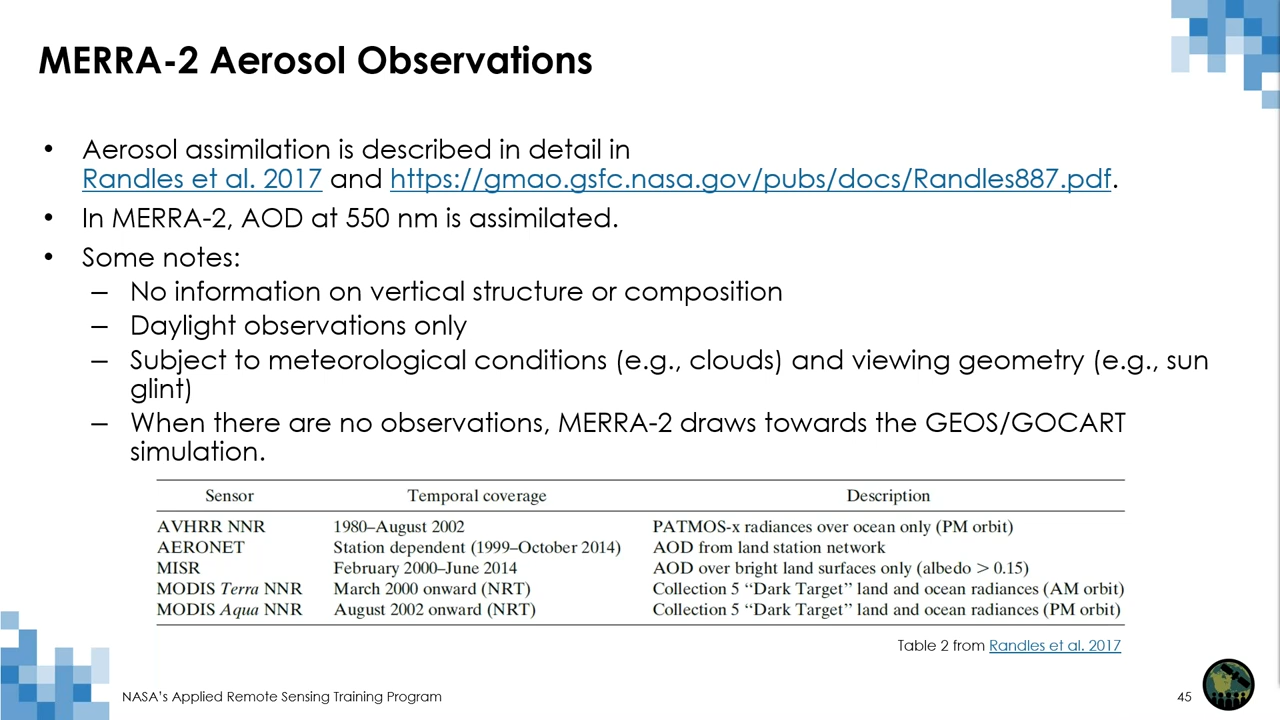 MERRA-2 Aerosol Observations
• Aerosol assimilation is described in detail in
Randles et al. 2017 and https://gmao.gsfc.nasa.gov/pubs/docs/Randles887.pdf.
• In MERRA-2, AOD at 550 nm is assimilated.
• Some notes:
– No information on vertical structure or composition
– Daylight observations only
– Subject to meteorological conditions (e.g., clouds) and viewing geometry (e.g., sun
glint)
– When there are no observations, MERRA-2 draws towards the GEOS/GOCART
simulation.
Sensor Temporal coverage Description
AVHRR NNR 1980–August 2002 PATMOS-x radiances over ocean only (PM orbit)
AERONET Station dependent (1999–October 2014) AOD from land station network
MISR February 2000–June 2014 AOD over bright land surfaces only (albedo > 0.15)
MODIS Terra NNR March 2000 onward (NRT) Collection 5 “Dark Target” land and ocean radiances (AM orbit)
MODIS Aqua NNR August 2002 onward (NRT) Collection 5 “Dark Target” land and ocean radiances (PM orbit)
Table 2 from Randles et al. 2017
NASA’s Applied Remote Sensing Training Program 45